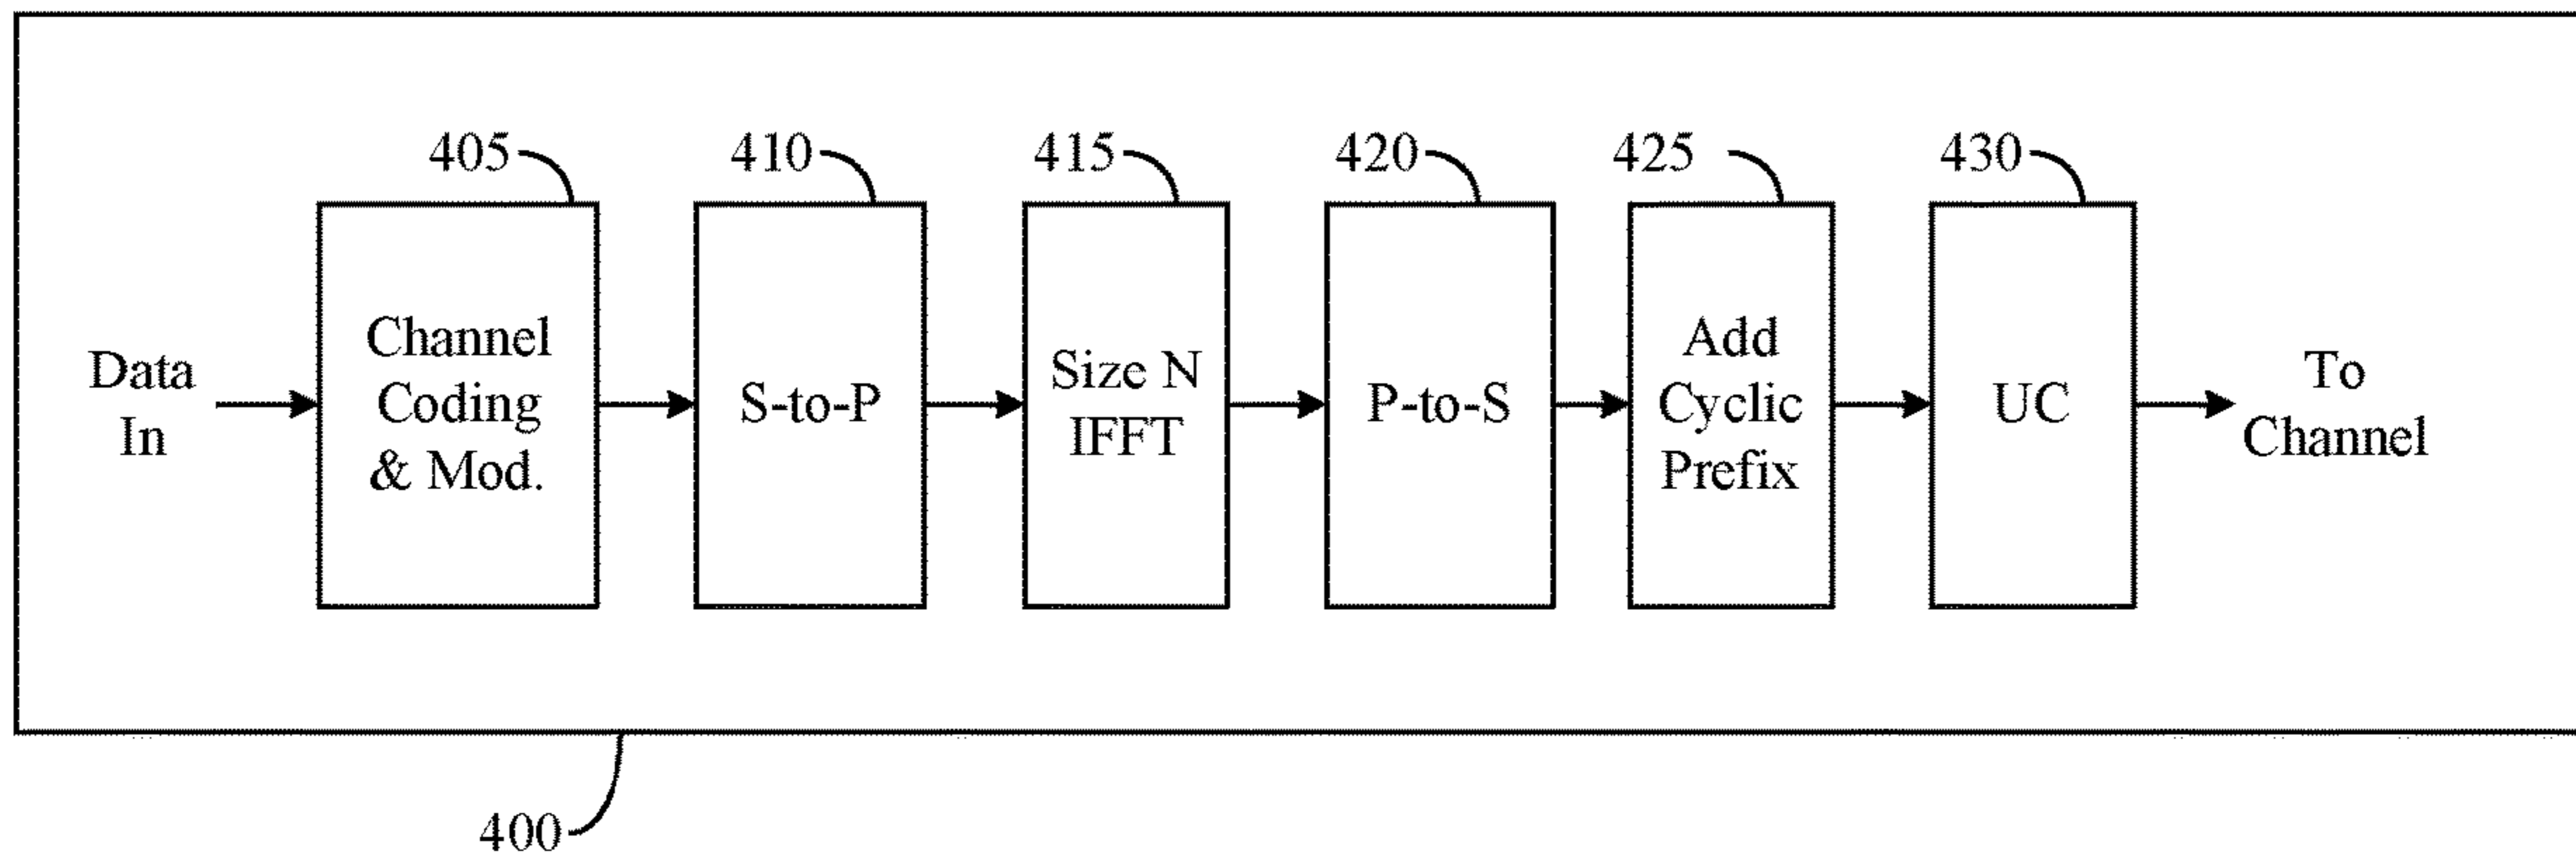 405
410
415
420
425
430
Data
In
Channel
Coding
& Mod.
S-to-P
Size N
IFFT
P-to-S
Add
Cyclic
Prefix
UC
To
Channel
400